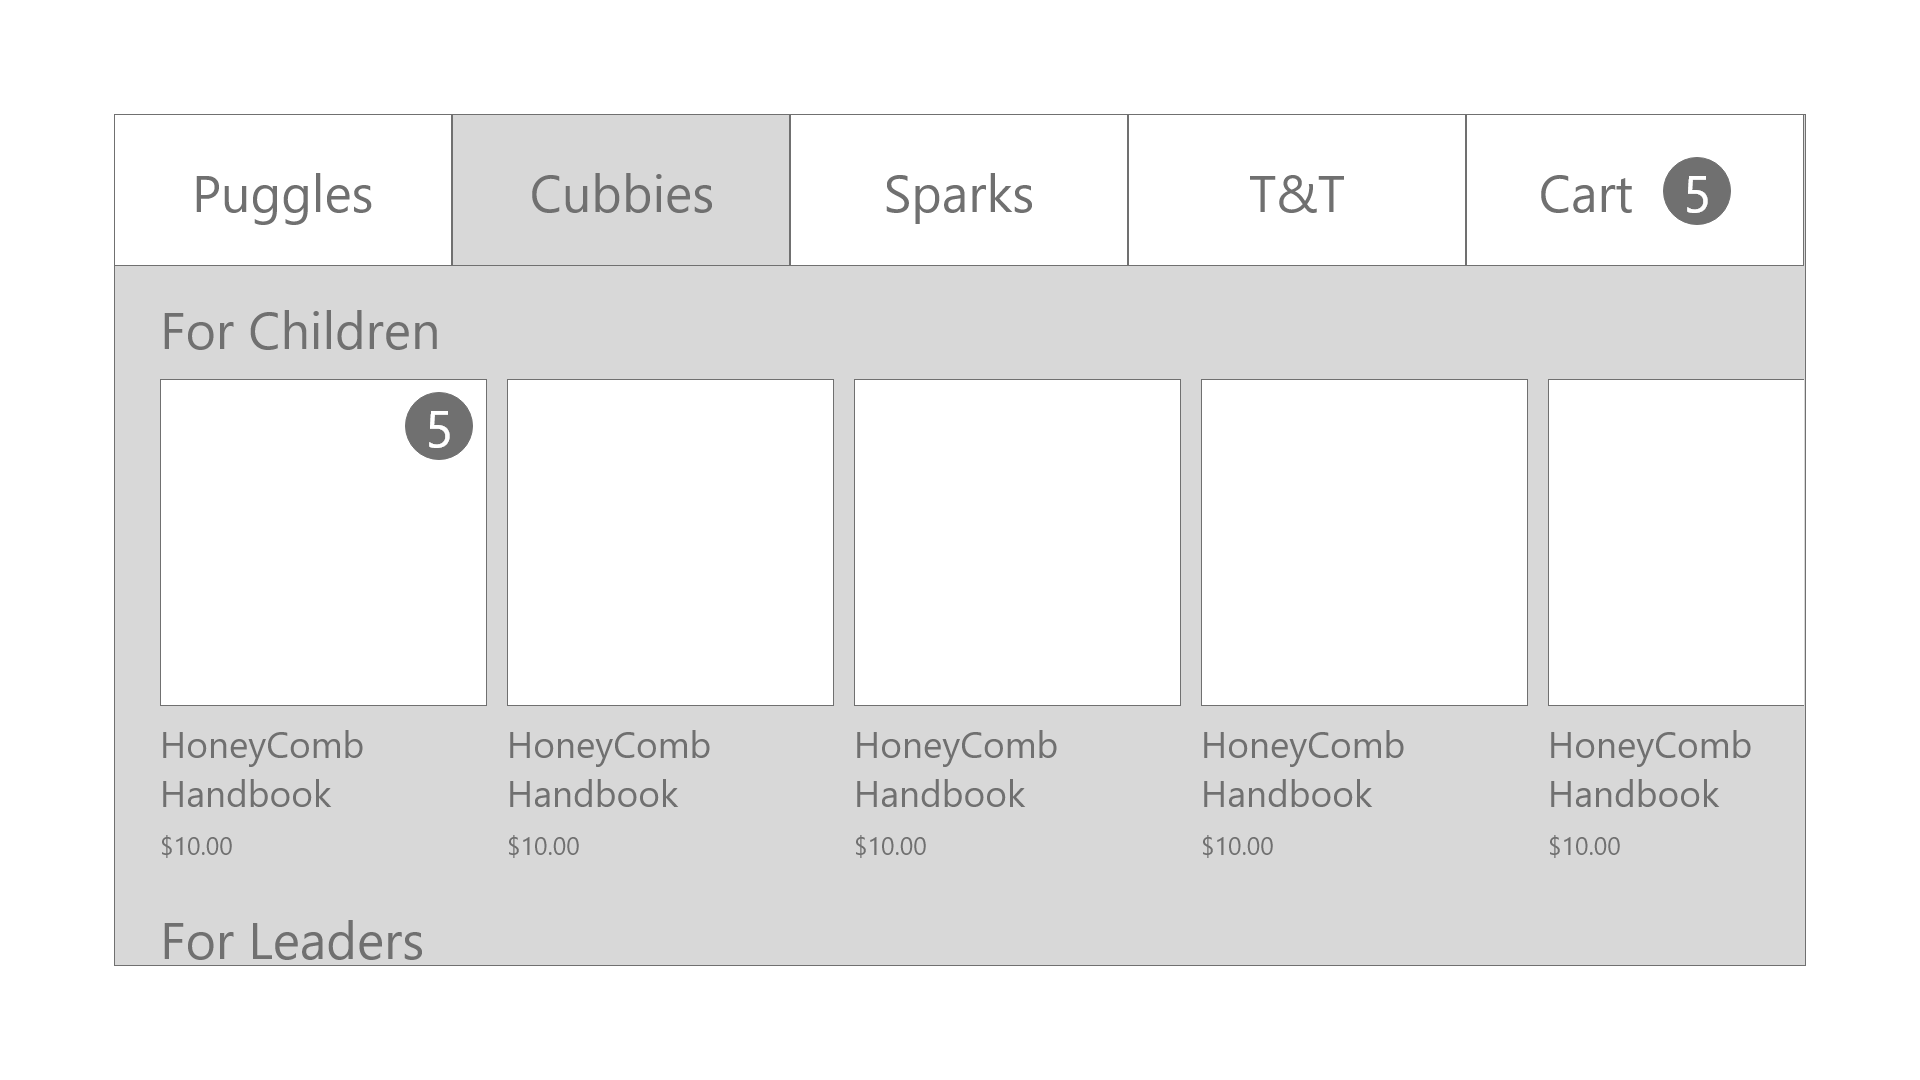 Puggles Cubbies Sparks T&T Cart 5
For Children
5
HoneyComb HoneyComb HoneyComb HoneyComb HoneyComb
Handbook Handbook Handbook Handbook Handbook
$10.00 $10.00 $10.00 $10.00 $10.00
For Leaders